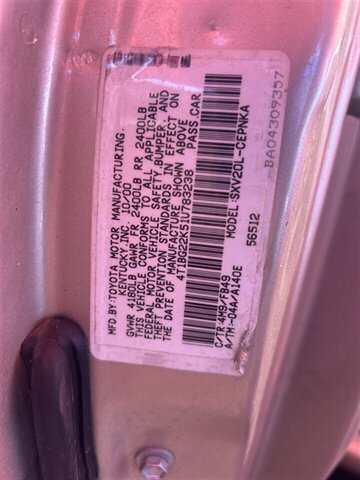 MFD. BY: TOYOTA MOTOR MANUFACTURING,
KENTUCKY, INC. 10/00
GVWR 4180LB GAWR FR 2400LB RR 2400LB
THIS VEHICLE CONFORMS TO ALL APPLICABLE
FEDERAL MOTOR VEHICLE SAFETY, BUMPER, AND
THEFT PREVENTION STANDARDS IN EFFECT ON
THE DATE OF MANUFACTURE SHOWN ABOVE.
4T1BG22K51U783238 PASS. CAR
C/TR:4M9/FB49 MODEL:SXV20L-CEPNKA
A/TM:-04A/A140E 56512
BA04309357